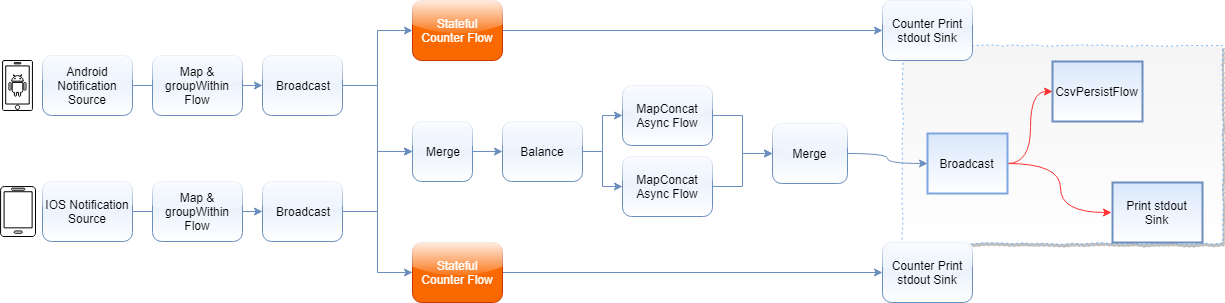 Stateful
Counter Flow
Counter Print
stdout Sink
Android
Notification
Source
Map &
groupWithin
Flow
Broadcast
CsvPersistFlow
MapConcat
Async Flow
Merge
Balance
Merge
Broadcast
MapConcat
Async Flow
IOS Notification
Source
Map &
groupWithin
Flow
Broadcast
Print stdout
Sink
Stateful
Counter Flow
Counter Print
stdout Sink